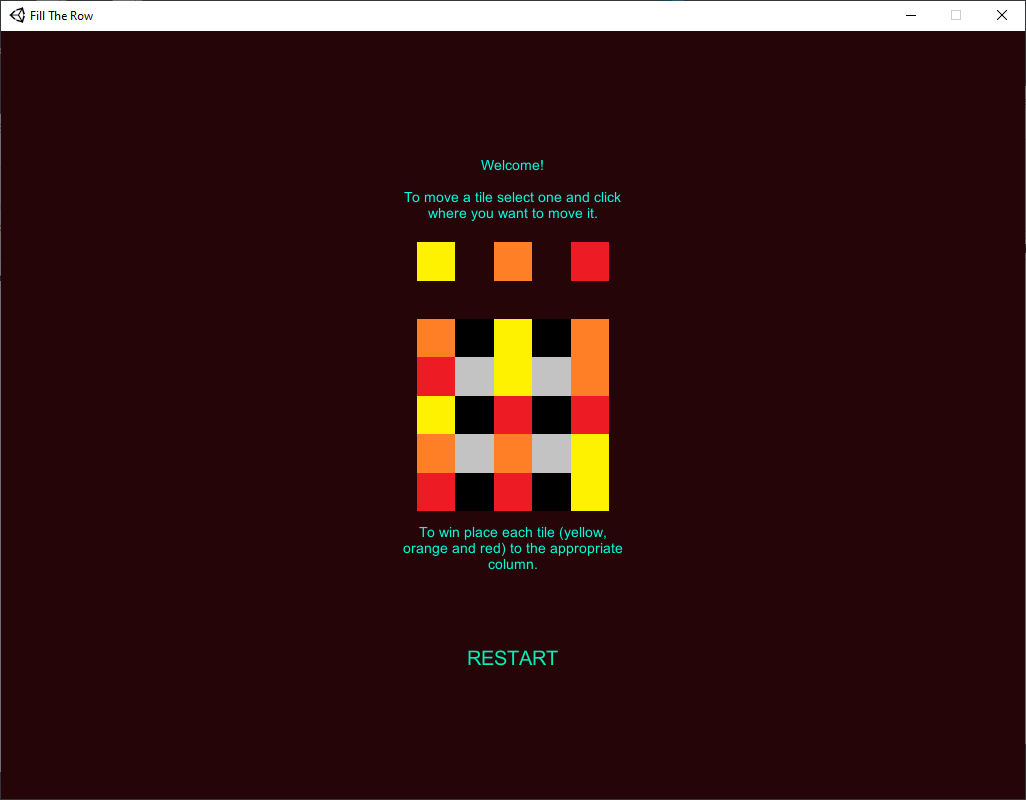 Fill The Row
Welcome!
To move a tile select one and click
where you want to move it.
To win place each tile (yellow,
orange and red) to the appropriate
column.
RESTART